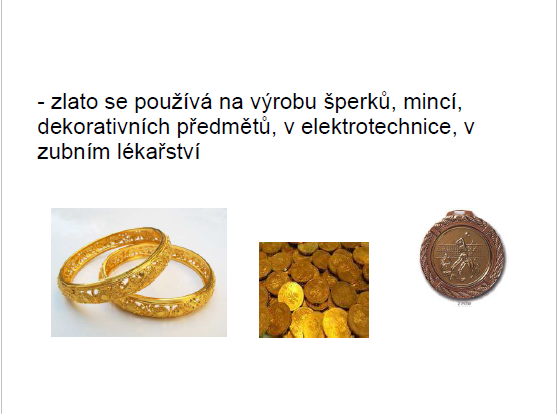 - zlato se používá na výrobu šperků, mincí,
dekorativních předmětů, v elektrotechnice, v
zubním lékařství